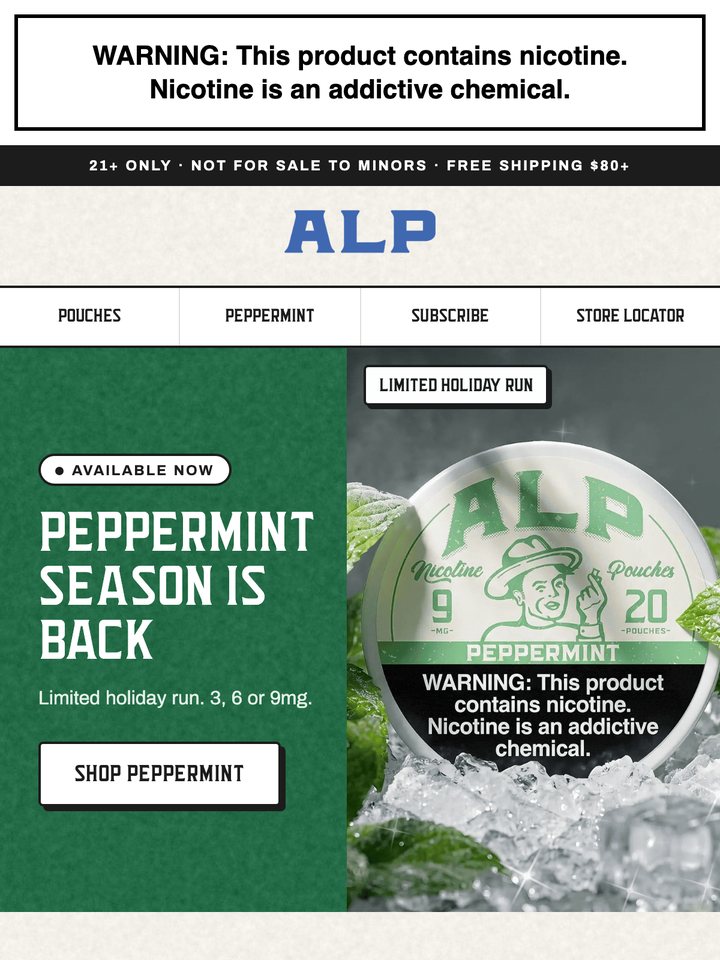 WARNING: This product contains nicotine.
Nicotine is an addictive chemical.
21+ ONLY · NOT FOR SALE TO MINORS · FREE SHIPPING $80+
ALP
POUCHES
PEPPERMINT
SUBSCRIBE
STORE LOCATOR
LIMITED HOLIDAY RUN
AVAILABLE NOW
PEPPERMINT
SEASON IS
BACK
Limited holiday run. 3, 6 or 9mg.
SHOP PEPPERMINT
ALP
Nicotine Pouches
9 20
-MG- -POUCHES-
PEPPERMINT
WARNING: This product
contains nicotine.
Nicotine is an addictive
chemical.